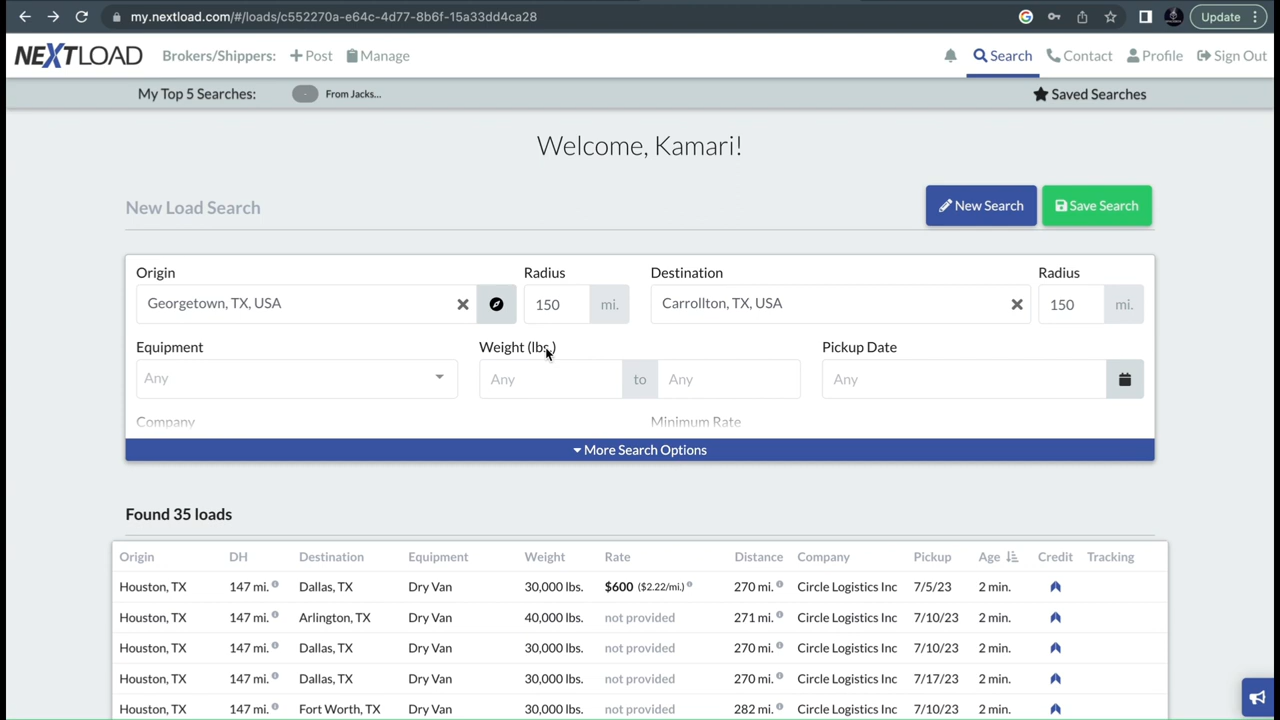 my.nextload.com/#/loads/c552270a-e64c-4d77-8b6f-15a33dd4ca28 Update
NEXTLOAD Brokers/Shippers: + Post Manage Search Contact Profile Sign Out
My Top 5 Searches: From Jacks... Saved Searches
Welcome, Kamari!
New Load Search New Search Save Search
Origin Radius Destination Radius
Georgetown, TX, USA 150 mi. Carrollton, TX, USA 150 mi.
Equipment Weight (lbs.) Pickup Date
Any Any to Any Any
Company Minimum Rate
More Search Options
Found 35 loads
Origin DH Destination Equipment Weight Rate Distance Company Pickup Age Credit Tracking
Houston, TX 147 mi. Dallas, TX Dry Van 30,000 lbs. $600 ($2.22/mi.) 270 mi. Circle Logistics Inc 7/5/23 2 min.
Houston, TX 147 mi. Arlington, TX Dry Van 40,000 lbs. not provided 271 mi. Circle Logistics Inc 7/10/23 2 min.
Houston, TX 147 mi. Dallas, TX Dry Van 30,000 lbs. not provided 270 mi. Circle Logistics Inc 7/10/23 2 min.
Houston, TX 147 mi. Dallas, TX Dry Van 30,000 lbs. not provided 270 mi. Circle Logistics Inc 7/17/23 2 min.
Houston, TX 147 mi. Fort Worth, TX Dry Van 30,000 lbs. not provided 282 mi. Circle Logistics Inc 7/10/23 2 min.